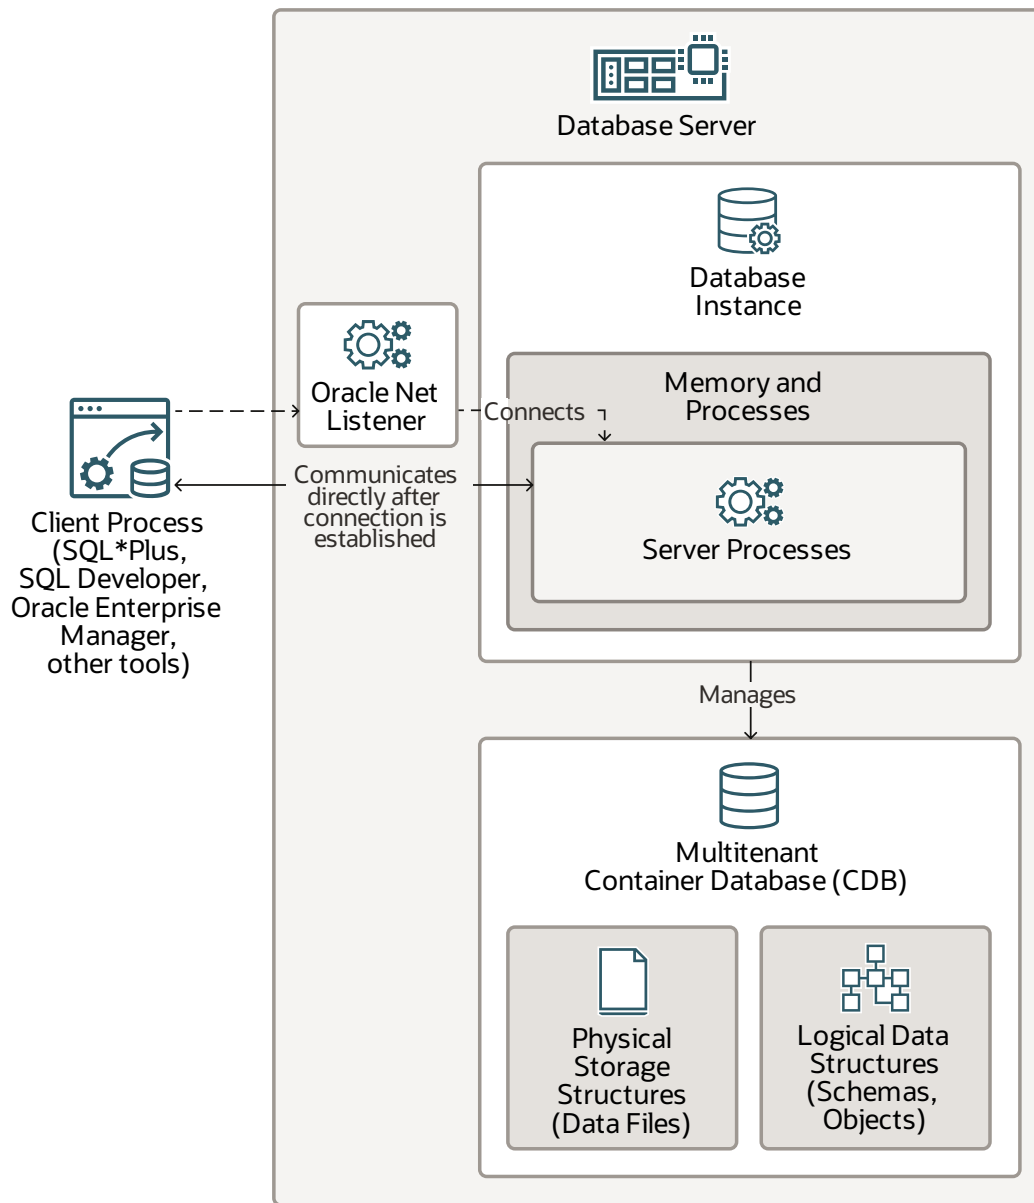 Database Server
Database
Instance
Oracle Net
Listener
Connects
Memory and
Processes
Server Processes
Communicates
directly after
connection is
established
Client Process
(SQL*Plus,
SQL Developer,
Oracle Enterprise
Manager,
other tools)
Manages
Multitenant
Container Database (CDB)
Physical
Storage
Structures
(Data Files)
Logical Data
Structures
(Schemas,
Objects)